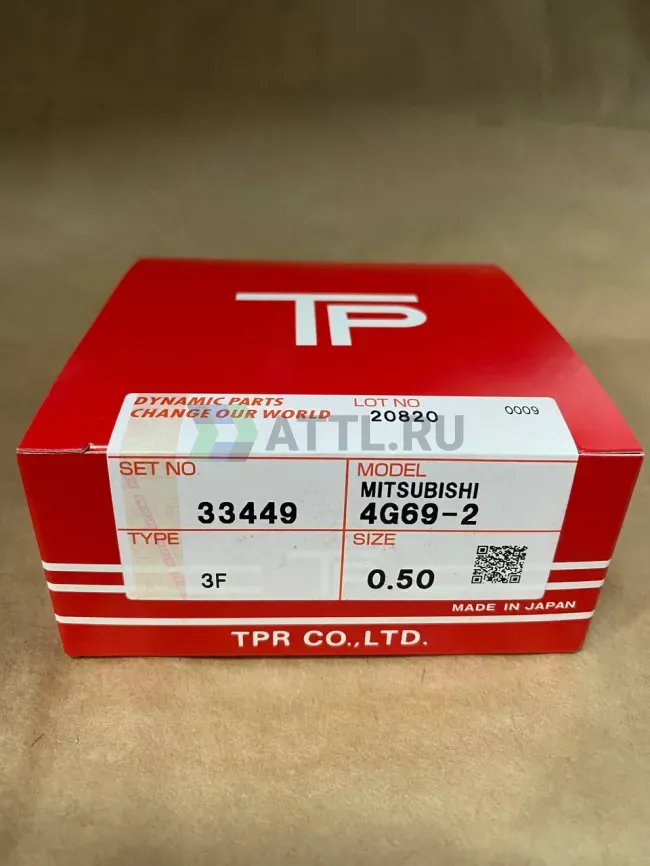 TP
DYNAMIC PARTS
CHANGE OUR WORLD
LOT NO
20820
0009
ATTL.RU
SET NO.
33449
MODEL
MITSUBISHI
4G69-2
TYPE
3F
SIZE
0.50
MADE IN JAPAN
TPR CO.,LTD.